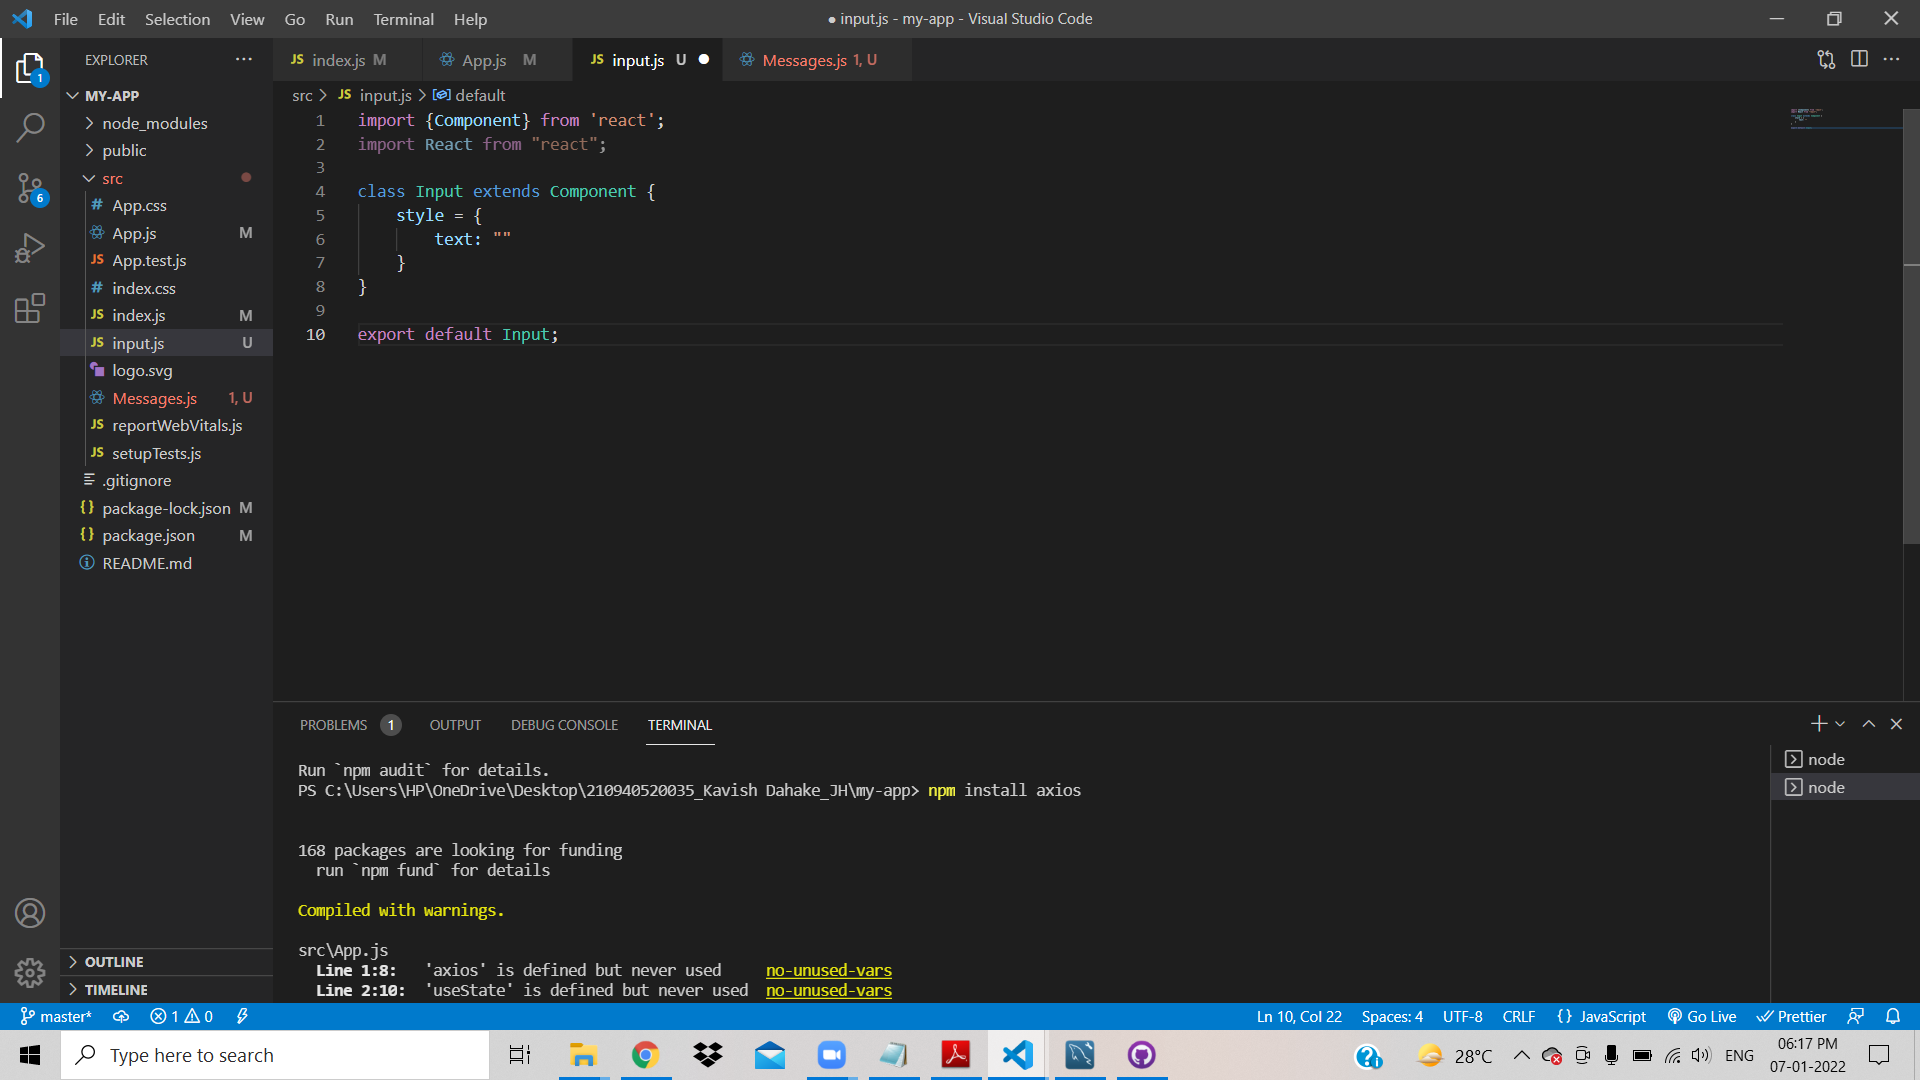 File Edit Selection View Go Run Terminal Help
● input.js - my-app - Visual Studio Code
EXPLORER
JS index.js M
App.js M
JS input.js U
Messages.js 1, U
src > JS input.js > default
1
MY-APP
node_modules
public
src
# App.css
App.js M
JS App.test.js
# index.css
JS index.js M
JS input.js U
logo.svg
Messages.js 1, U
JS reportWebVitals.js
JS setupTests.js
.gitignore
{} package-lock.json M
{} package.json M
README.md
6
OUTLINE
TIMELINE
1 import {Component} from 'react';
2 import React from "react";
3
4 class Input extends Component {
5 style = {
6 text: ""
7 }
8 }
9
10 export default Input;
PROBLEMS 1 OUTPUT DEBUG CONSOLE TERMINAL
Run `npm audit` for details.
PS C:\Users\HP\OneDrive\Desktop\210940520035_Kavish Dahake_JH\my-app> npm install axios
168 packages are looking for funding
run `npm fund` for details
Compiled with warnings.
src\App.js
Line 1:8: 'axios' is defined but never used no-unused-vars
Line 2:10: 'useState' is defined but never used no-unused-vars
node
node
master* 1 0
Ln 10, Col 22 Spaces: 4 UTF-8 CRLF {} JavaScript Go Live Prettier
Type here to search
28°C ENG
06:17 PM
07-01-2022